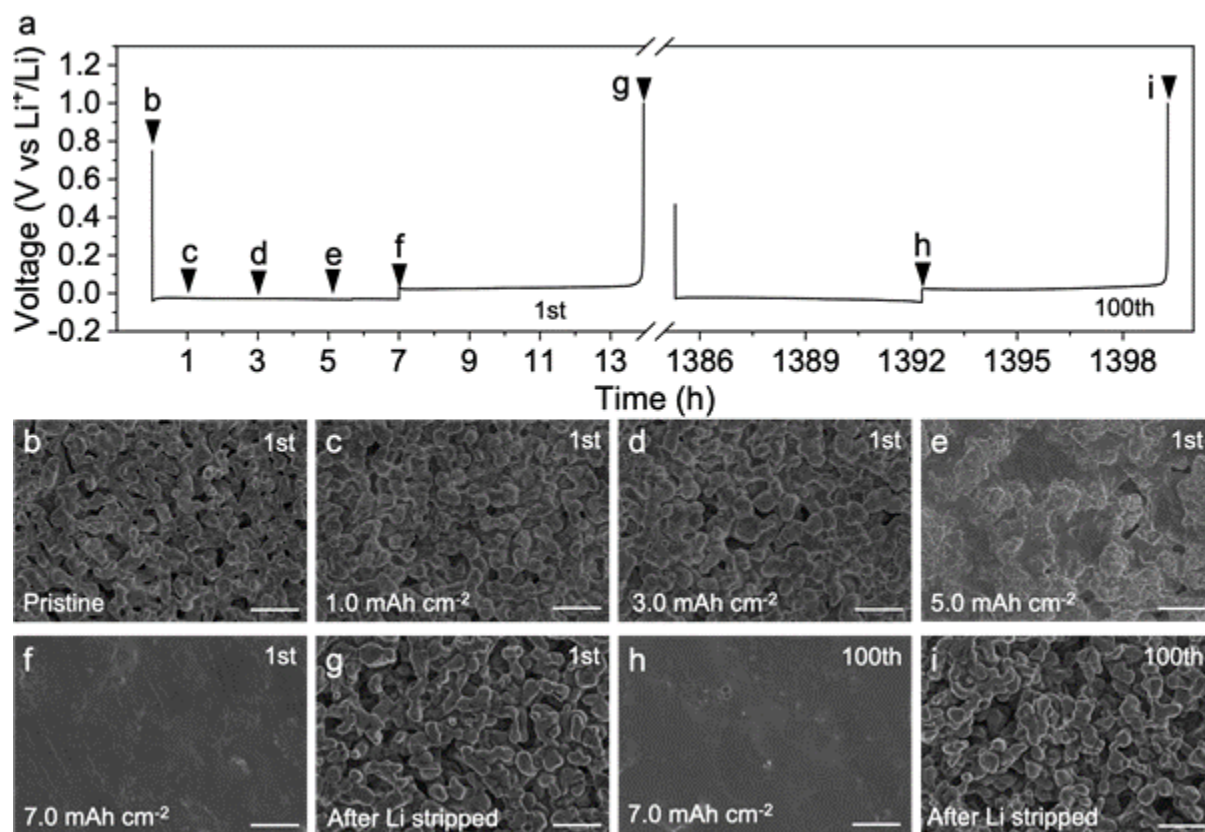 a
Voltage (V vs Li⁺/Li)
1.2
1.0
0.8
0.6
0.4
0.2
0.0
-0.2
b
c
d
e
f
g
h
i
1st
100th
1 3 5 7 9 11 13 1386 1389 1392 1395 1398
Time (h)
b 1st
Pristine
c 1st
1.0 mAh cm⁻²
d 1st
3.0 mAh cm⁻²
e 1st
5.0 mAh cm⁻²
f 1st
7.0 mAh cm⁻²
g 1st
After Li stripped
h 100th
7.0 mAh cm⁻²
i 100th
After Li stripped